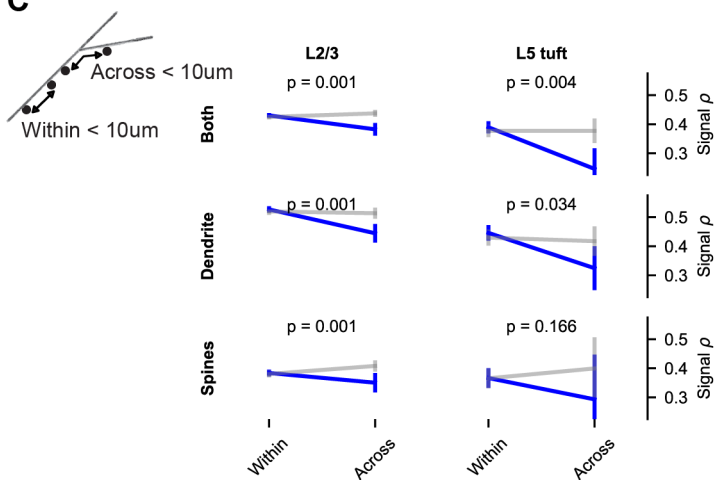 C
Across < 10um
Within < 10um
L2/3
L5 tuft
Both
p = 0.001
p = 0.004
0.5
0.4
0.3
Signal ρ
Dendrite
p = 0.001
p = 0.034
0.5
0.4
0.3
Signal ρ
Spines
p = 0.001
p = 0.166
0.5
0.4
0.3
Signal ρ
Within
Across
Within
Across